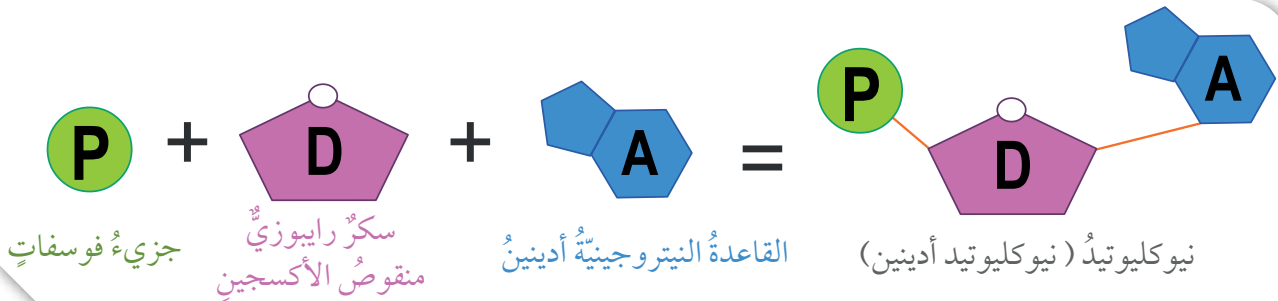 P + D + A = P D A
جزيءُ فوسفاتٍ
سكرٌ رايبوزيٌّ
منقوصُ الأكسجينِ
القاعدةُ النيتروجينيّةُ أدينينُ
نيوكليوتيدُ (نيوكليوتيد أدينين)